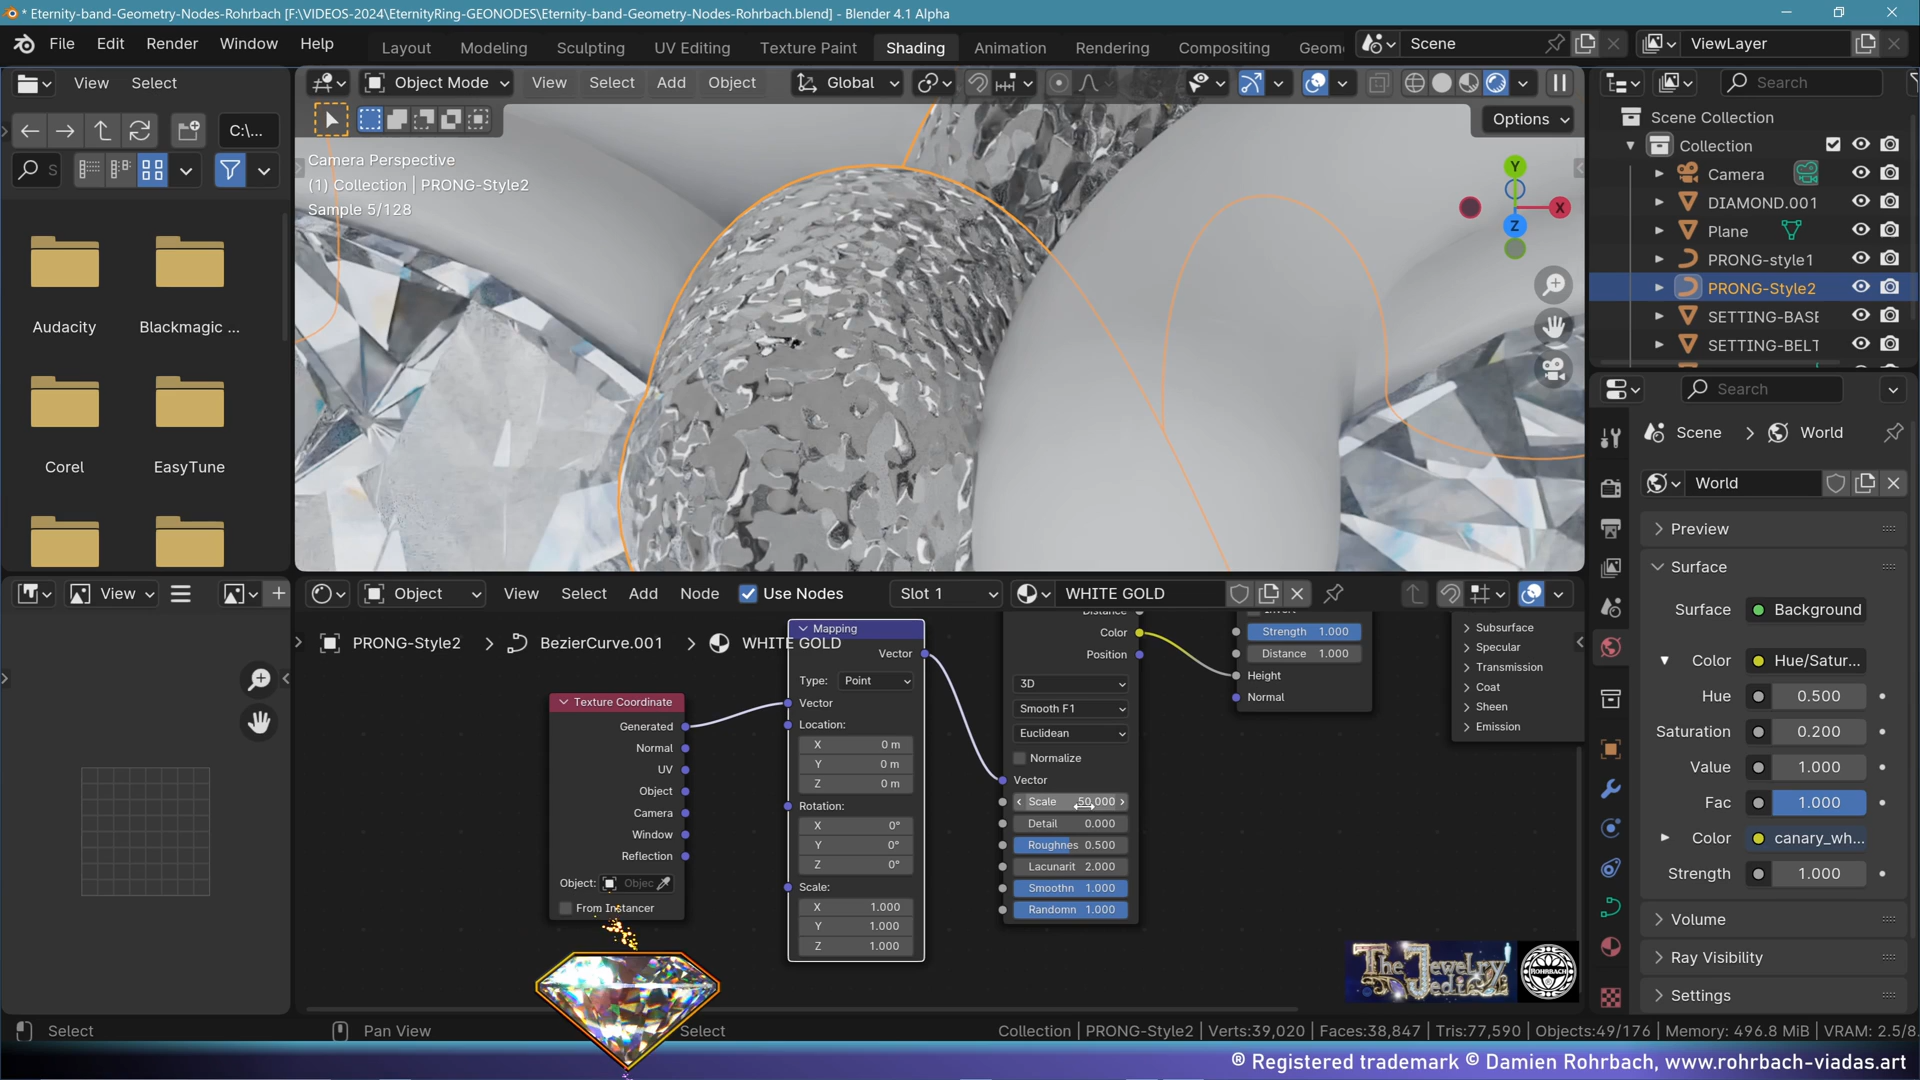 * Eternity-band-Geometry-Nodes-Rohrbach [F:\VIDEOS-2024\EternityRing-GEONODES\Eternity-band-Geometry-Nodes-Rohrbach.blend] - Blender 4.1 Alpha
File Edit Render Window Help Layout Modeling Sculpting UV Editing Texture Paint Shading Animation Rendering Compositing Geom Scene ViewLayer
View Select Object Mode View Select Add Object Global Search
C:\...
Options
S
Camera Perspective
(1) Collection | PRONG-Style2
Sample 5/128
Y
X
Z
Audacity Blackmagic ...
Corel EasyTune
Scene Collection
Collection
Camera
DIAMOND.001
Plane
PRONG-style1
PRONG-Style2
SETTING-BASE
SETTING-BELT
Search
Scene > World
World
Preview
Surface
Surface Background
Color Hue/Satur...
Hue 0.500
Saturation 0.200
Value 1.000
Fac 1.000
Color canary_wh...
Strength 1.000
Volume
Ray Visibility
Settings
View
Object View Select Add Node Use Nodes Slot 1 WHITE GOLD
PRONG-Style2 > BezierCurve.001 > WHITE GOLD
Texture Coordinate
Generated
Normal
UV
Object
Camera
Window
Reflection
Object: Objec
From Instancer
Mapping
Vector
Type: Point
Vector
Location:
X 0 m
Y 0 m
Z 0 m
Rotation:
X 0°
Y 0°
Z 0°
Scale:
X 1.000
Y 1.000
Z 1.000
Distance
Color
Position
3D
Smooth F1
Euclidean
Normalize
Vector
Scale 50.000
Detail 0.000
Roughnes 0.500
Lacunarit 2.000
Smoothn 1.000
Randomn 1.000
Invert
Strength 1.000
Distance 1.000
Height
Normal
Subsurface
Specular
Transmission
Coat
Sheen
Emission
The Jewelry
ROHRBACH
Select Pan View Select Collection | PRONG-Style2 | Verts:39,020 | Faces:38,847 | Tris:77,590 | Objects:49/176 | Memory: 496.8 MiB | VRAM: 2.5/8.
® Registered trademark © Damien Rohrbach, www.rohrbach-viadas.art